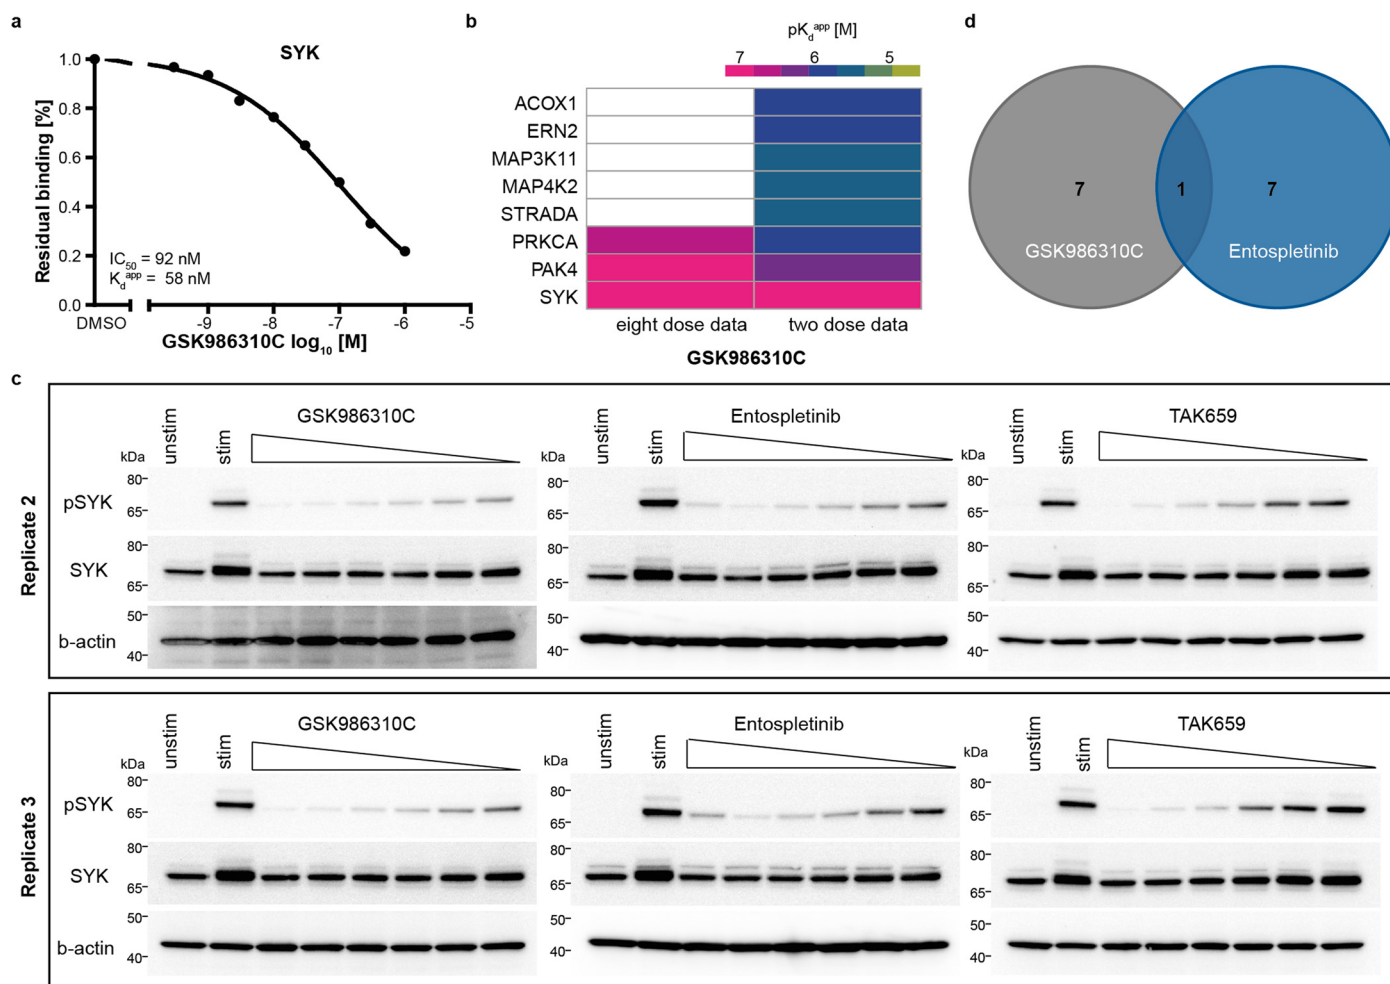 a
SYK
Residual binding [%]
1.0
0.8
0.6
0.4
0.2
0.0
IC50 = 92 nM
Kd^app = 58 nM
DMSO
-9
-8
-7
-6
-5
GSK986310C log10 [M]
b
pKd^app [M]
7
6
5
ACOX1
ERN2
MAP3K11
MAP4K2
STRADA
PRKCA
PAK4
SYK
eight dose data
two dose data
GSK986310C
d
7
1
7
GSK986310C
Entospletinib
c
Replicate 2
unstim
stim
GSK986310C
kDa
pSYK
80
65
SYK
80
65
b-actin
50
40
unstim
stim
Entospletinib
kDa
80
65
80
65
50
40
unstim
stim
TAK659
kDa
80
65
80
65
50
40
Replicate 3
unstim
stim
GSK986310C
kDa
pSYK
80
65
SYK
80
65
b-actin
50
40
unstim
stim
Entospletinib
kDa
80
65
80
65
50
40
unstim
stim
TAK659
kDa
80
65
80
65
50
40